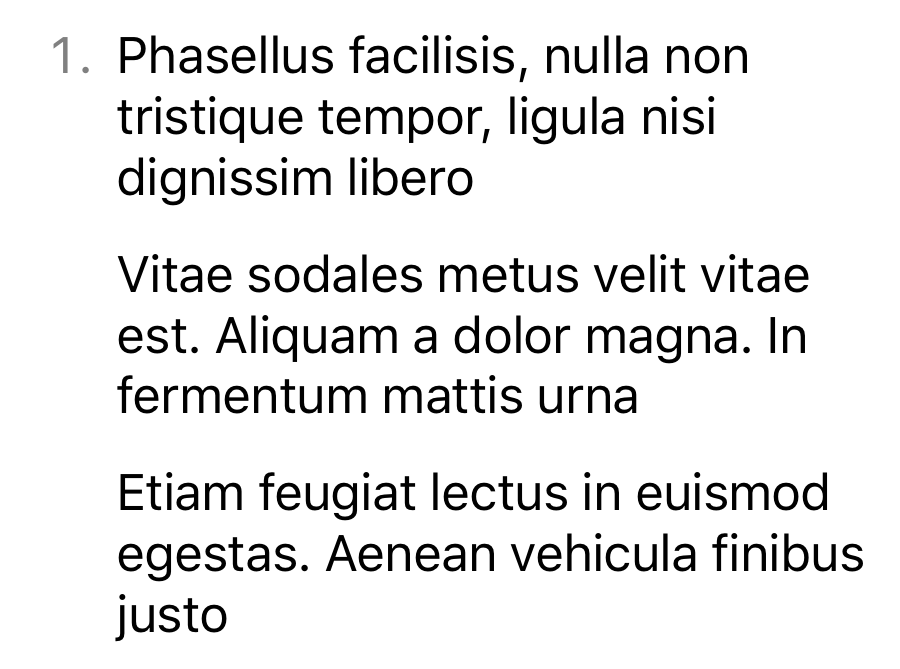 1. Phasellus facilisis, nulla non
tristique tempor, ligula nisi
dignissim libero
Vitae sodales metus velit vitae
est. Aliquam a dolor magna. In
fermentum mattis urna
Etiam feugiat lectus in euismod
egestas. Aenean vehicula finibus
justo